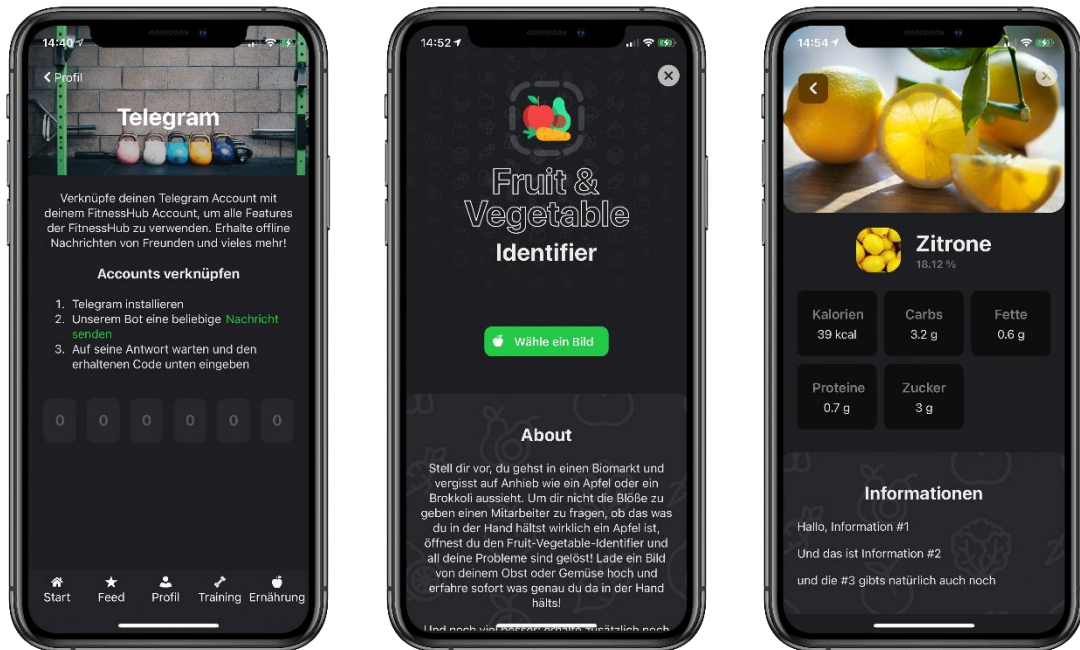 14:40
Profil
Telegram
Verknüpfe deinen Telegram Account mit
deinem FitnessHub Account, um alle Features
der FitnessHub zu verwenden. Erhalte offline
Nachrichten von Freunden und vieles mehr!
Accounts verknüpfen
1. Telegram installieren
2. Unserem Bot eine beliebige Nachricht
senden
3. Auf seine Antwort warten und den
erhaltenen Code unten eingeben
0 0 0 0 0 0
Start Feed Profil Training Ernährung
14:52
Fruit &
Vegetable
Identifier
Wähle ein Bild
About
Stell dir vor, du gehst in einen Biomarkt und
vergisst auf Anhieb wie ein Apfel oder ein
Brokkoli aussieht. Um dir nicht die Blöße zu
geben einen Mitarbeiter zu fragen, ob das was
du in der Hand hältst wirklich ein Apfel ist,
öffnest du den Fruit-Vegetable-Identifier und
all deine Probleme sind gelöst! Lade ein Bild
von deinem Obst oder Gemüse hoch und
erfahre sofort was genau du da in der Hand
hälts!
Und noch viel besser: erhalte zusätzlich noch
14:54
Zitrone
18.12 %
Kalorien Carbs Fette
39 kcal 3.2 g 0.6 g
Proteine Zucker
0.7 g 3 g
Informationen
Hallo, Information #1
Und das ist Information #2
und die #3 gibts natürlich auch noch